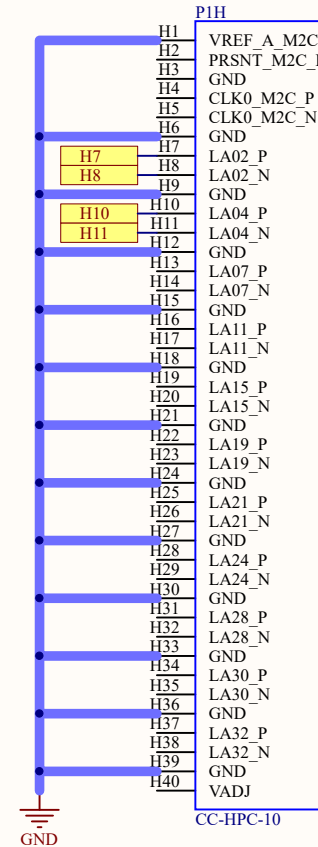 P1H
H1 VREF_A_M2C
H2 PRSNT_M2C_
H3 GND
H4 CLK0_M2C_P
H5 CLK0_M2C_N
H6 GND
H7 H7 LA02_P
H8 H8 LA02_N
H9 GND
H10 H10 LA04_P
H11 H11 LA04_N
H12 GND
H13 LA07_P
H14 LA07_N
H15 GND
H16 LA11_P
H17 LA11_N
H18 GND
H19 LA15_P
H20 LA15_N
H21 GND
H22 LA19_P
H23 LA19_N
H24 GND
H25 LA21_P
H26 LA21_N
H27 GND
H28 LA24_P
H29 LA24_N
H30 GND
H31 LA28_P
H32 LA28_N
H33 GND
H34 LA30_P
H35 LA30_N
H36 GND
H37 LA32_P
H38 LA32_N
H39 GND
H40 VADJ
CC-HPC-10
GND